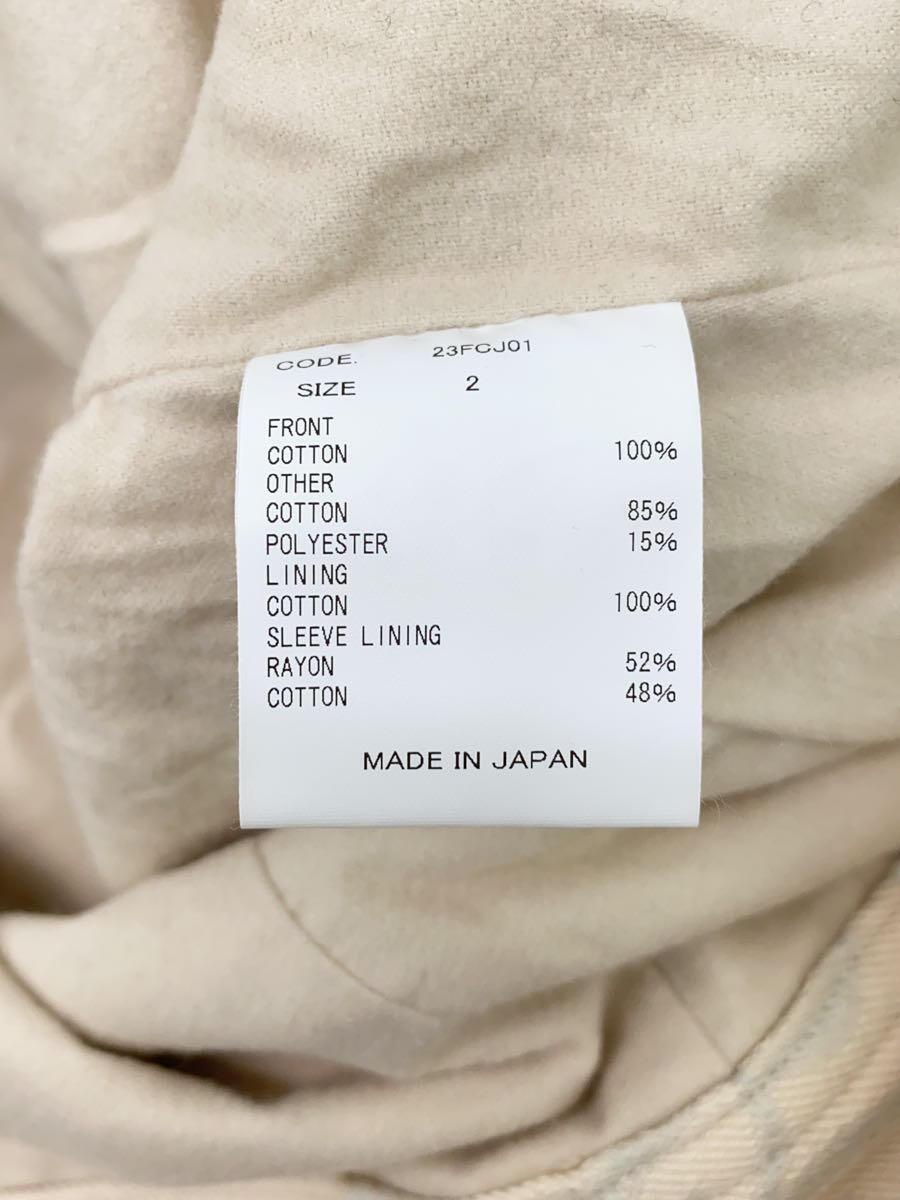 CODE. 23FCJ01
SIZE 2
FRONT
COTTON 100%
OTHER
COTTON 85%
POLYESTER 15%
LINING
COTTON 100%
SLEEVE LINING
RAYON 52%
COTTON 48%
MADE IN JAPAN